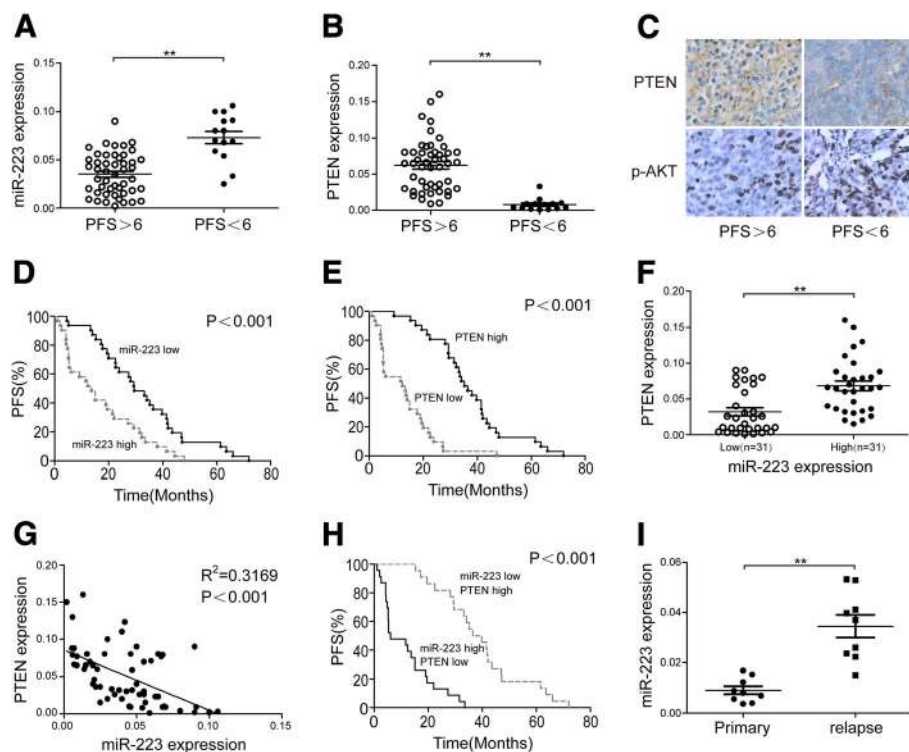 A
**
miR-223 expression
0.15
0.10
0.05
0.00
PFS>6
PFS<6
B
**
PTEN expression
0.20
0.15
0.10
0.05
0.00
PFS>6
PFS<6
C
PTEN
p-AKT
PFS>6
PFS<6
D
P<0.001
PFS(%)
100
80
60
40
20
0
miR-223 low
miR-223 high
0 20 40 60 80
Time(Months)
E
P<0.001
PFS(%)
100
80
60
40
20
0
PTEN high
PTEN low
0 20 40 60 80
Time(Months)
F
**
PTEN expression
0.20
0.15
0.10
0.05
0.00
Low(n=31)
High(n=31)
miR-223 expression
G
R²=0.3169
P<0.001
PTEN expression
0.20
0.15
0.10
0.05
0.00
0.00 0.05 0.10 0.15
miR-223 expression
H
P<0.001
PFS(%)
100
80
60
40
20
0
miR-223 low
PTEN high
miR-223 high
PTEN low
0 20 40 60 80
Time(Months)
I
**
miR-223 expression
0.06
0.04
0.02
0.00
Primary
relapse